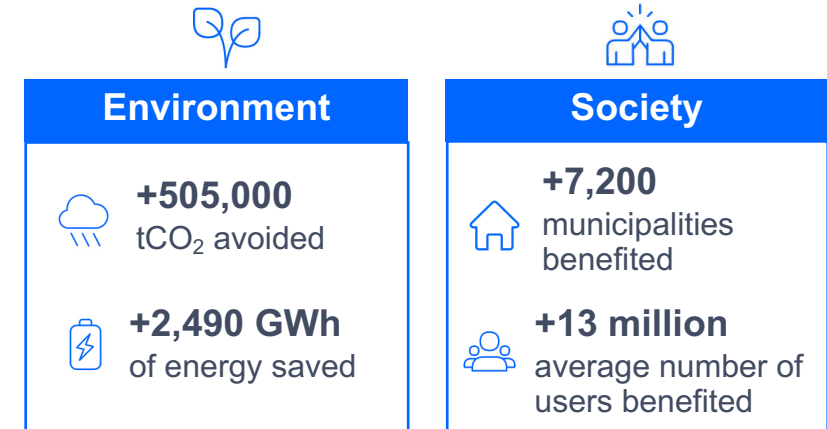 Environment
+505,000
tCO₂ avoided
+2,490 GWh
of energy saved
Society
+7,200
municipalities
benefited
+13 million
average number of
users benefited